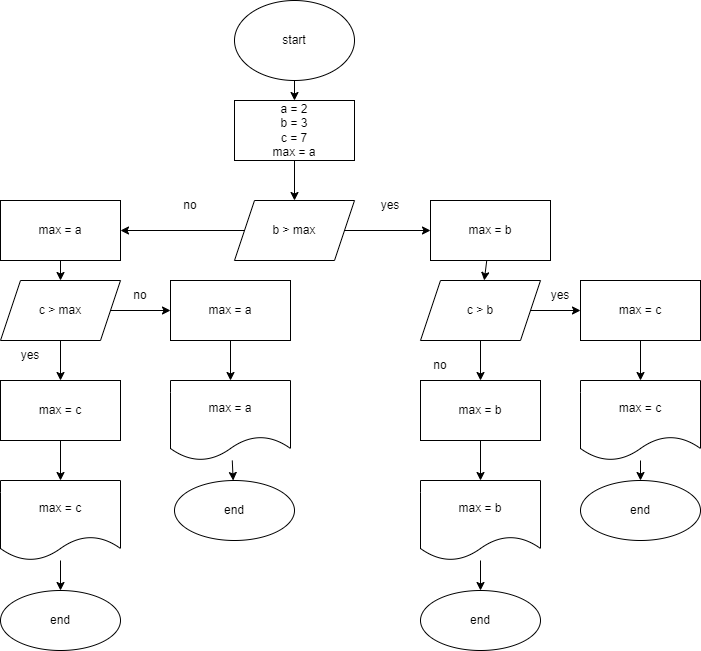 start
a = 2
b = 3
c = 7
max = a
no
yes
max = a
b > max
max = b
c > max
no
max = a
c > b
yes
max = c
yes
no
max = c
max = a
max = b
max = c
max = c
end
max = b
end
end
end